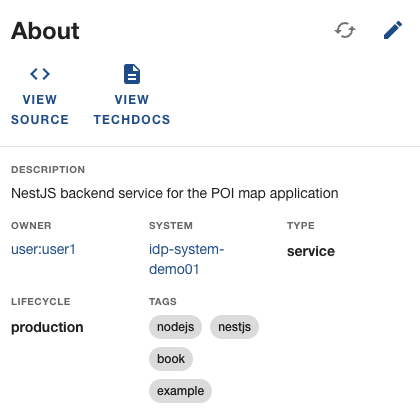 About
VIEW SOURCE
VIEW TECHDOCS
DESCRIPTION
NestJS backend service for the POI map application
OWNER
user:user1
SYSTEM
idp-system-
demo01
TYPE
service
LIFECYCLE
production
TAGS
nodejs nestjs
book
example